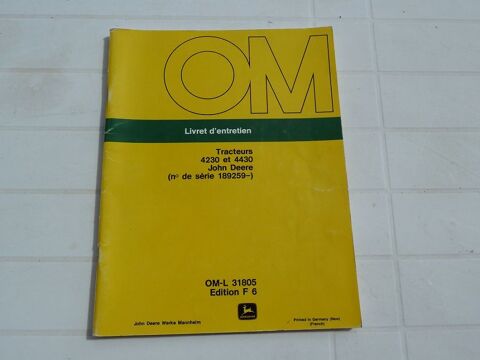 OM
Livret d'entretien
Tracteurs
4230 et 4430
John Deere
(nº de série 189259–)
OM-L 31805
Edition F 6
John Deere Werke Mannheim
Printed in Germany
(French)